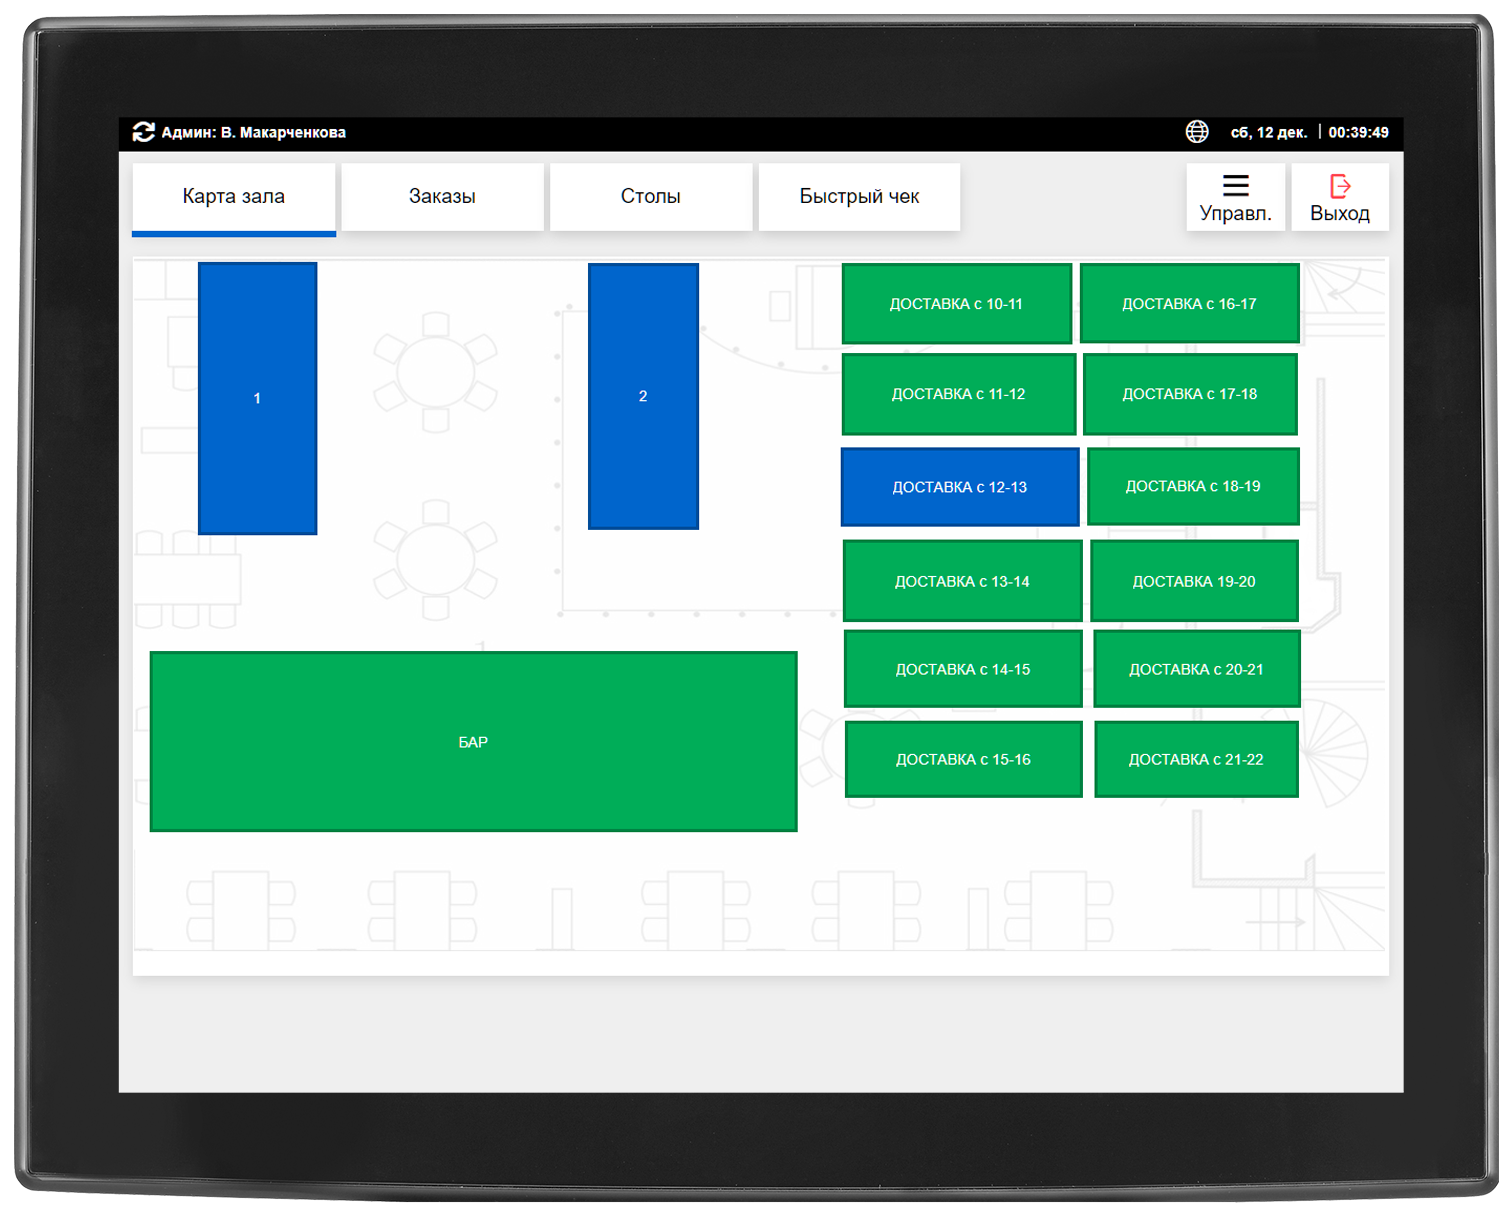 Админ: В. Макарченкова
сб, 12 дек. | 00:39:49
Карта зала
Заказы
Столы
Быстрый чек
Управл.
Выход
1
2
ДОСТАВКА с 10-11
ДОСТАВКА с 16-17
ДОСТАВКА с 11-12
ДОСТАВКА с 17-18
ДОСТАВКА с 12-13
ДОСТАВКА с 18-19
ДОСТАВКА с 13-14
ДОСТАВКА 19-20
ДОСТАВКА с 14-15
ДОСТАВКА с 20-21
БАР
ДОСТАВКА с 15-16
ДОСТАВКА с 21-22